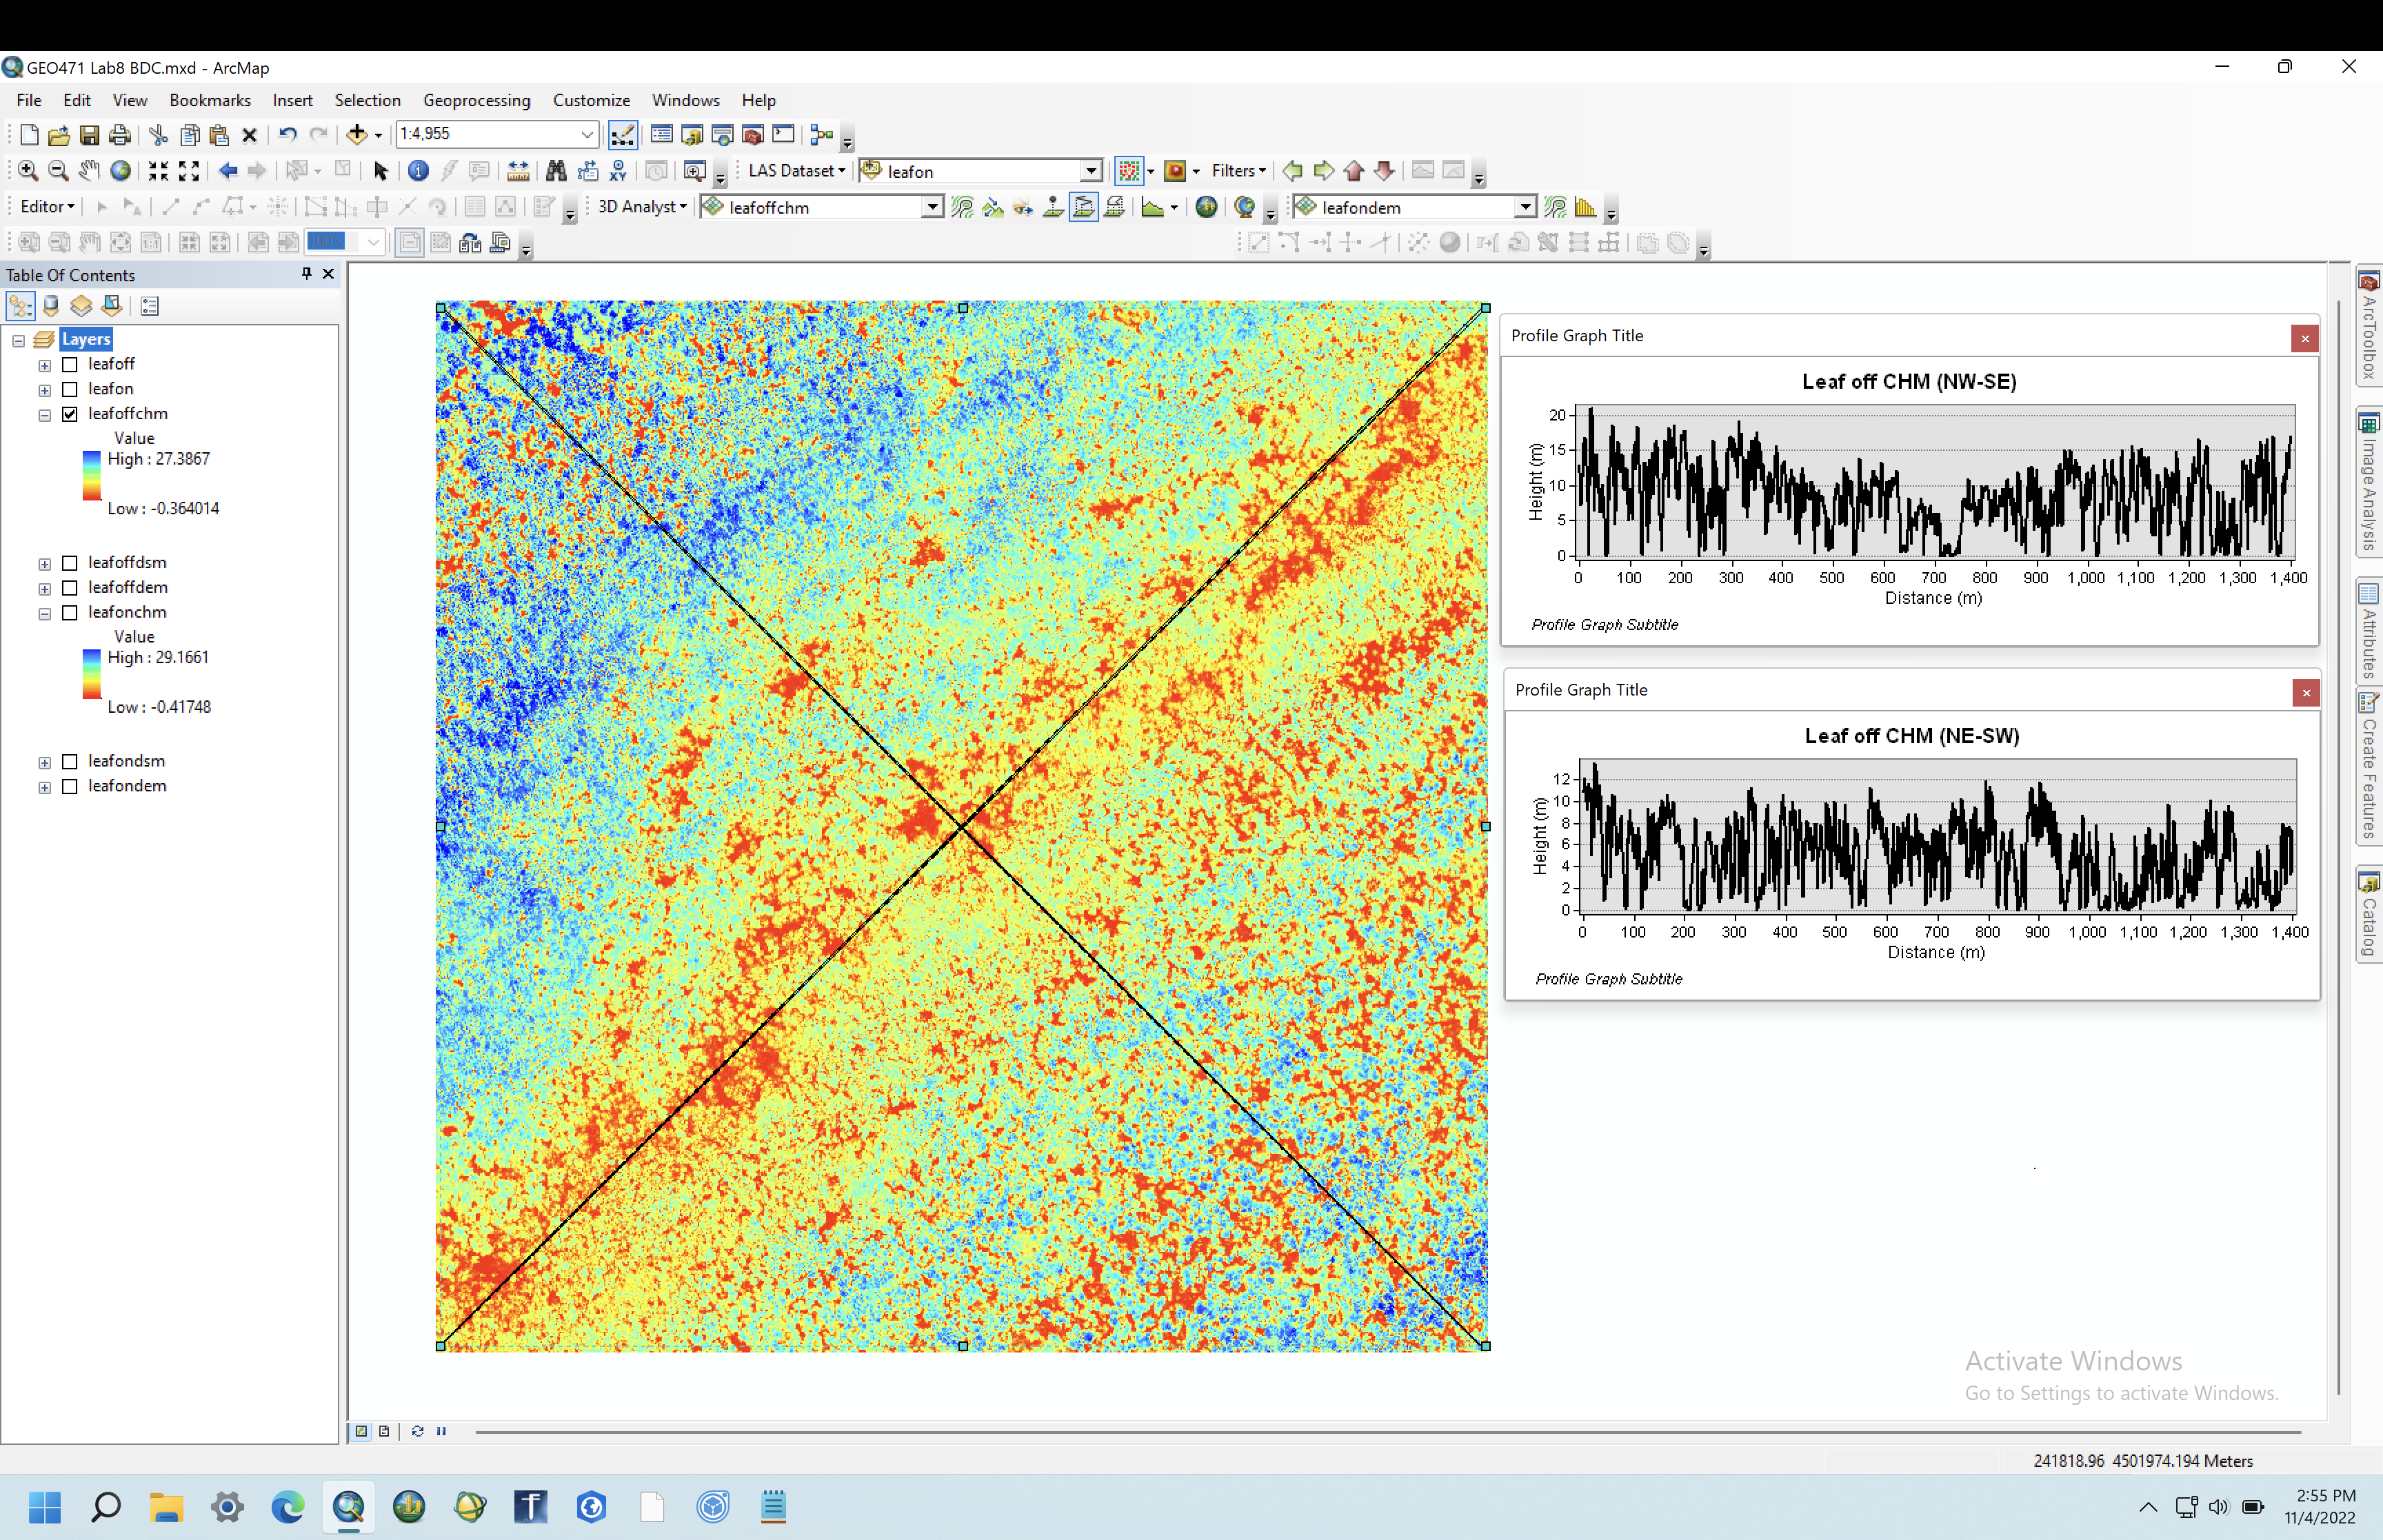 GEO471 Lab8 BDC.mxd - ArcMap
File Edit View Bookmarks Insert Selection Geoprocessing Customize Windows Help
1:4,955
LAS Dataset leafon Filters
Editor 3D Analyst leafoffchm leafondem
100%
Table Of Contents
Layers
leafoff
leafon
leafoffchm
Value
High : 27.3867
Low : -0.364014
leafoffdsm
leafoffdem
leafonchm
Value
High : 29.1661
Low : -0.41748
leafondsm
leafondem
Profile Graph Title
Leaf off CHM (NW-SE)
Height (m)
20
15
10
5
0
0 100 200 300 400 500 600 700 800 900 1,000 1,100 1,200 1,300 1,400
Distance (m)
Profile Graph Subtitle
Profile Graph Title
Leaf off CHM (NE-SW)
Height (m)
12
10
8
6
4
2
0
0 100 200 300 400 500 600 700 800 900 1,000 1,100 1,200 1,300 1,400
Distance (m)
Profile Graph Subtitle
ArcToolbox
Image Analysis
Attributes
Create Features
Catalog
Activate Windows
Go to Settings to activate Windows.
241818.96 4501974.194 Meters
2:55 PM
11/4/2022